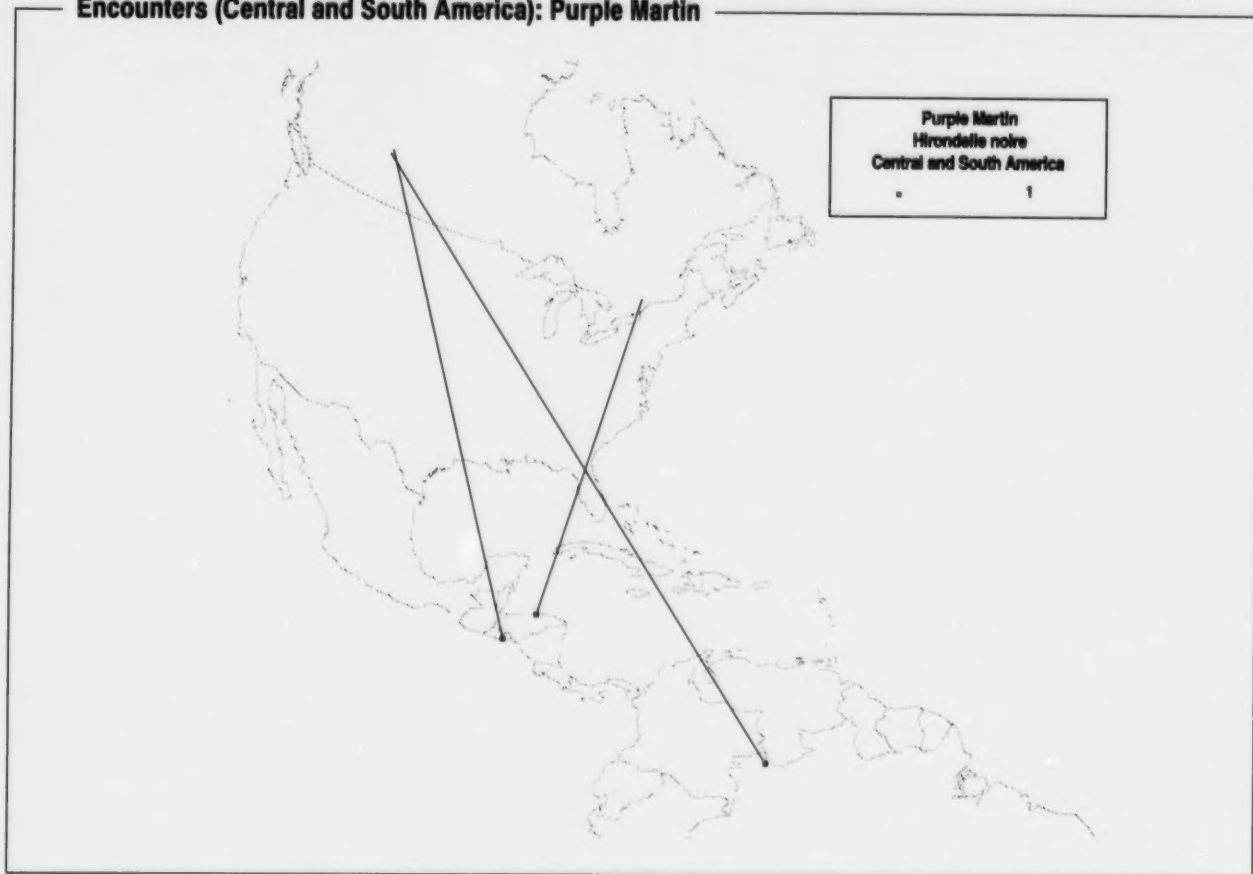 Encounters (Central and South America): Purple Martin
Purple Martin
Hirondelle noire
Central and South America
1